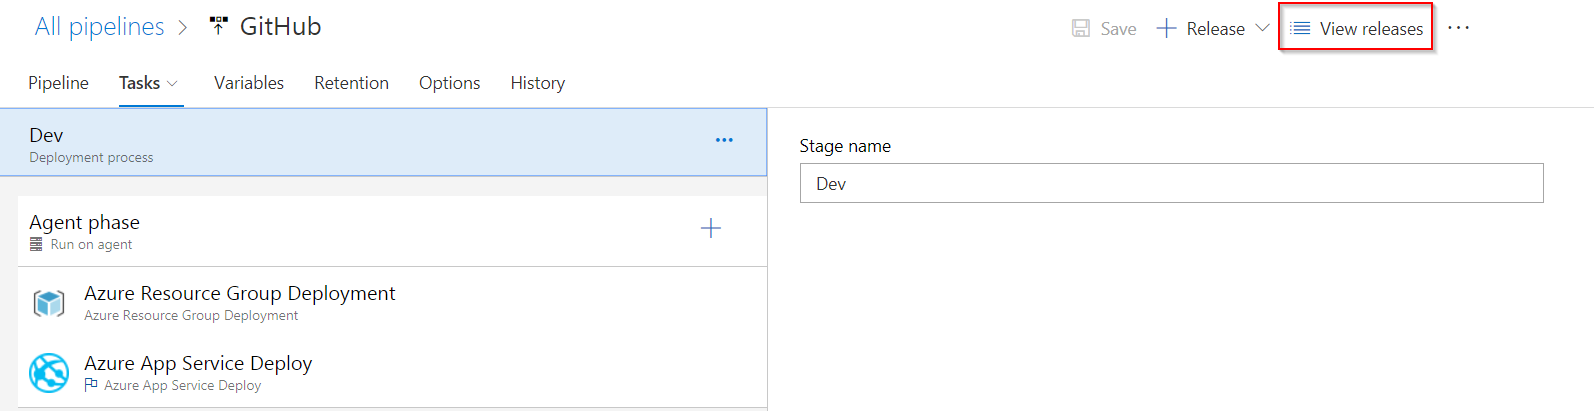 All pipelines > GitHub
Save + Release View releases ...
Pipeline Tasks Variables Retention Options History
Dev
Deployment process
Stage name
Dev
Agent phase
Run on agent
Azure Resource Group Deployment
Azure Resource Group Deployment
Azure App Service Deploy
Azure App Service Deploy